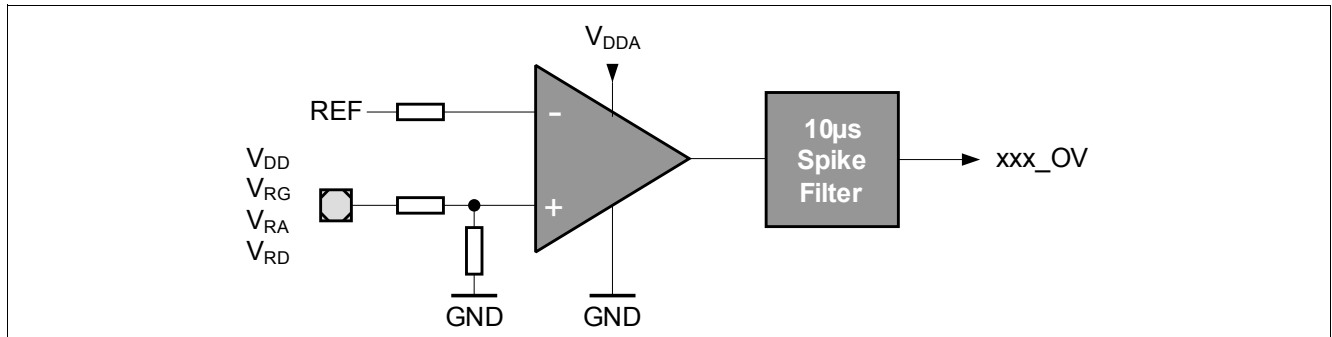 V_DDA
REF
-
V_DD
V_RG
V_RA
V_RD
+
10µs
Spike
Filter
xxx_OV
GND
GND